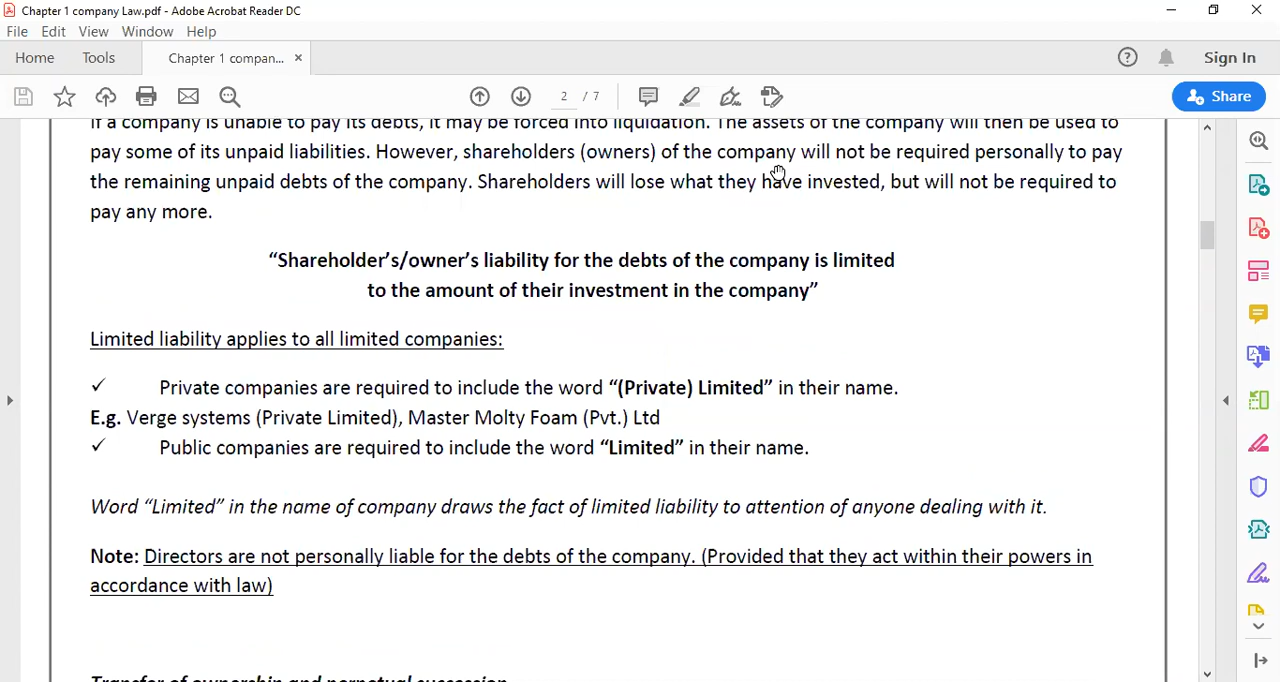 Chapter 1 company Law.pdf - Adobe Acrobat Reader DC
File Edit View Window Help
Home Tools Chapter 1 compan... × Sign In
2 / 7 Share
If a company is unable to pay its debts, it may be forced into liquidation. The assets of the company will then be used to
pay some of its unpaid liabilities. However, shareholders (owners) of the company will not be required personally to pay
the remaining unpaid debts of the company. Shareholders will lose what they have invested, but will not be required to
pay any more.
“Shareholder’s/owner’s liability for the debts of the company is limited
to the amount of their investment in the company”
Limited liability applies to all limited companies:
✓ Private companies are required to include the word “(Private) Limited” in their name.
E.g. Verge systems (Private Limited), Master Molty Foam (Pvt.) Ltd
✓ Public companies are required to include the word “Limited” in their name.
Word “Limited” in the name of company draws the fact of limited liability to attention of anyone dealing with it.
Note: Directors are not personally liable for the debts of the company. (Provided that they act within their powers in
accordance with law)
Transfer of ownership and perpetual succession